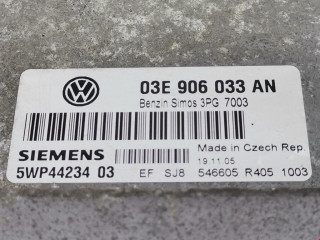 03E 906 033 AN
Benzin Simos 3PG 7003
SIEMENS
Made in Czech Rep.
19.11.05
5WP44234 03
EF SJ8 546605 R405 1003